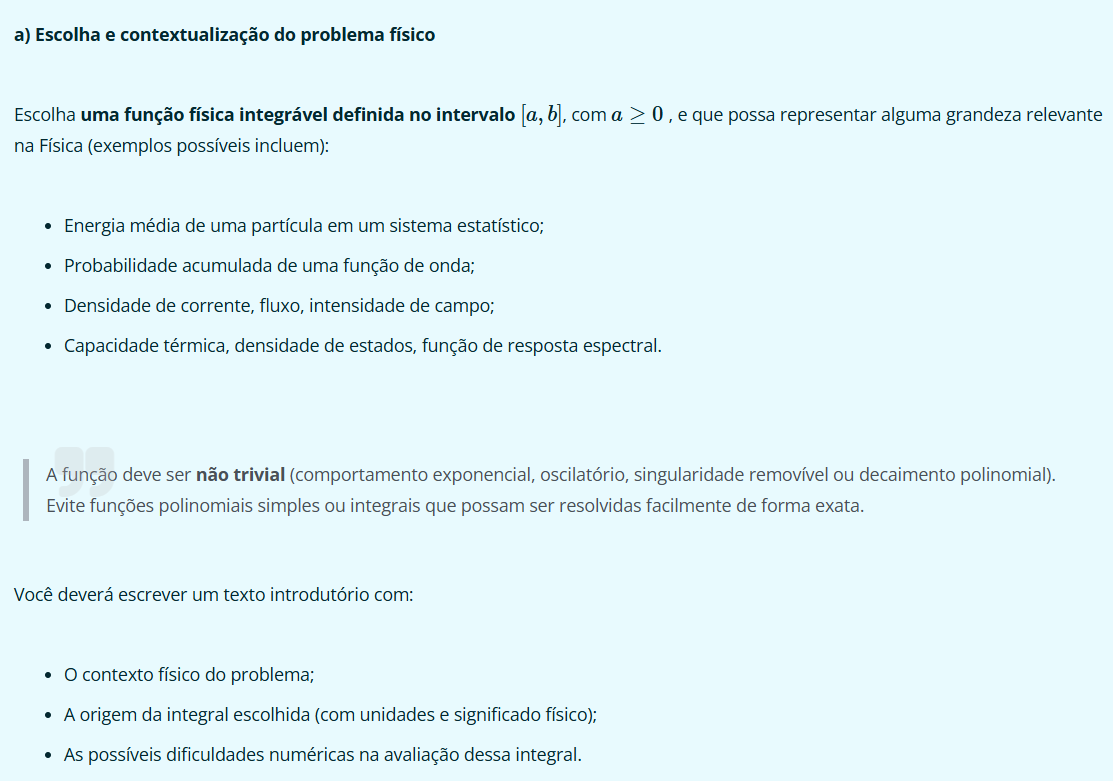 a) Escolha e contextualização do problema físico
Escolha uma função física integrável definida no intervalo [a, b], com a ≥ 0 , e que possa representar alguma grandeza relevante
na Física (exemplos possíveis incluem):
• Energia média de uma partícula em um sistema estatístico;
• Probabilidade acumulada de uma função de onda;
• Densidade de corrente, fluxo, intensidade de campo;
• Capacidade térmica, densidade de estados, função de resposta espectral.
A função deve ser não trivial (comportamento exponencial, oscilatório, singularidade removível ou decaimento polinomial).
Evite funções polinomiais simples ou integrais que possam ser resolvidas facilmente de forma exata.
Você deverá escrever um texto introdutório com:
• O contexto físico do problema;
• A origem da integral escolhida (com unidades e significado físico);
• As possíveis dificuldades numéricas na avaliação dessa integral.